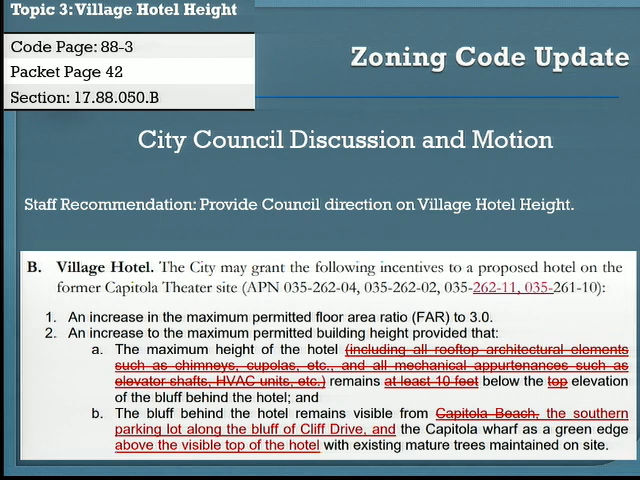 Topic 3: Village Hotel Height
Code Page: 88-3
Packet Page 42
Section: 17.88.050.B
Zoning Code Update
City Council Discussion and Motion
Staff Recommendation: Provide Council direction on Village Hotel Height.
B. Village Hotel. The City may grant the following incentives to a proposed hotel on the
former Capitola Theater site (APN 035-262-04, 035-262-02, 035-262-11, 035-261-10):
1. An increase in the maximum permitted floor area ratio (FAR) to 3.0.
2. An increase to the maximum permitted building height provided that:
a. The maximum height of the hotel (including all rooftop architectural elements
such as chimneys, cupolas, etc., and all mechanical appurtenances such as
elevator shafts, HVAC units, etc.) remains at least 10 feet below the top elevation
of the bluff behind the hotel; and
b. The bluff behind the hotel remains visible from Capitola Beach, the southern
parking lot along the bluff of Cliff Drive, and the Capitola wharf as a green edge
above the visible top of the hotel with existing mature trees maintained on site.